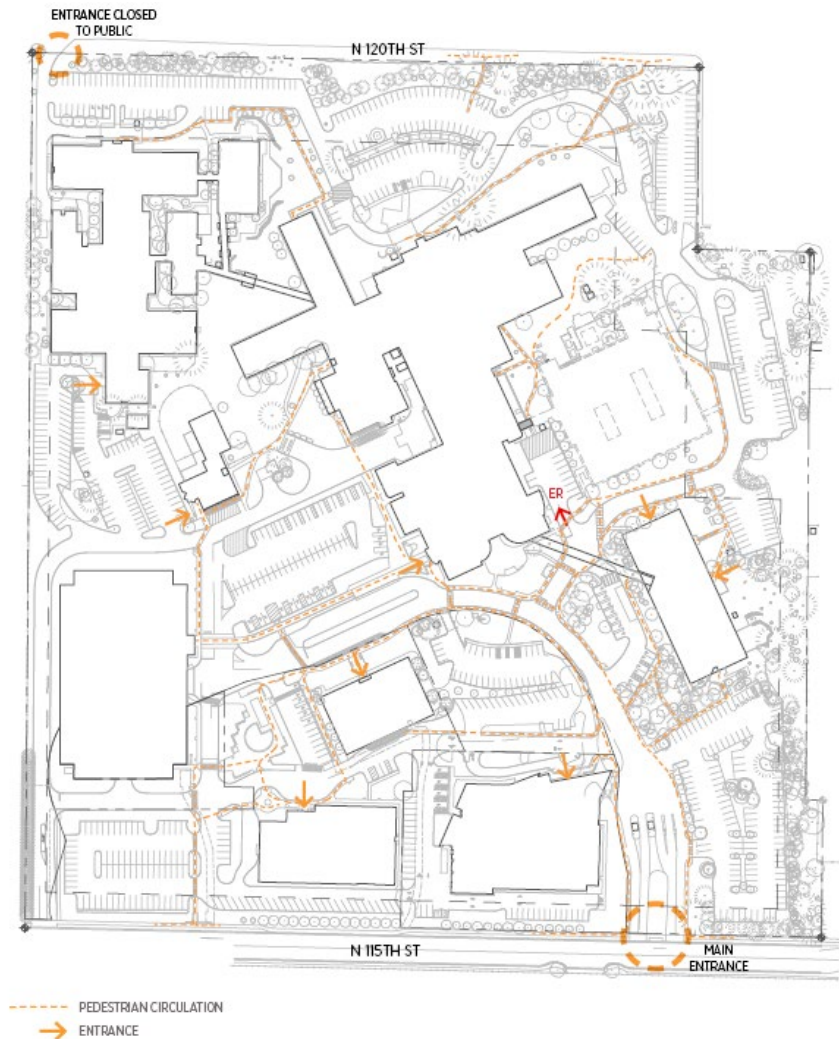 ENTRANCE CLOSED
TO PUBLIC
N 120TH ST
ER
N 115TH ST
MAIN
ENTRANCE
PEDESTRIAN CIRCULATION
ENTRANCE